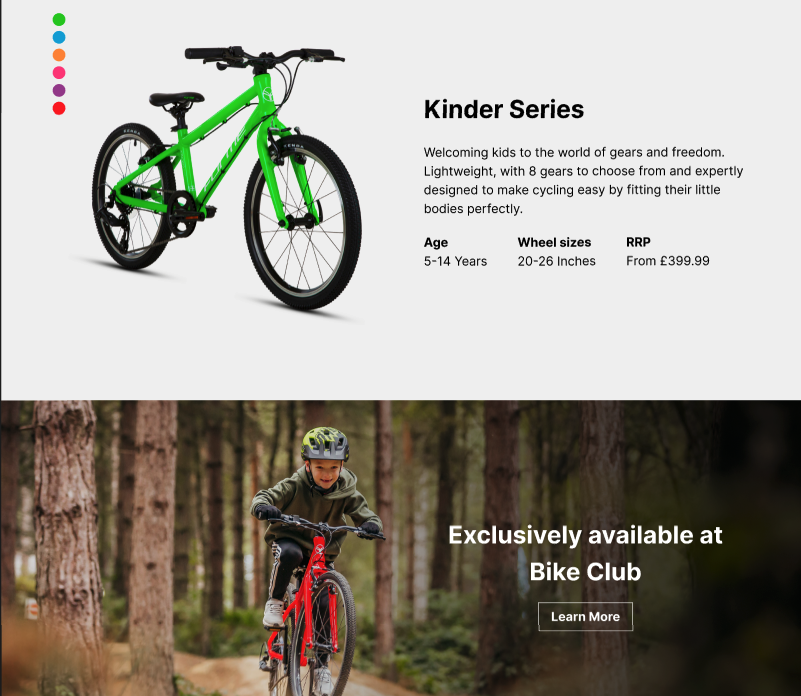 Kinder Series
Welcoming kids to the world of gears and freedom.
Lightweight, with 8 gears to choose from and expertly
designed to make cycling easy by fitting their little
bodies perfectly.
Age Wheel sizes RRP
5-14 Years 20-26 Inches From £399.99
Exclusively available at
Bike Club
Learn More